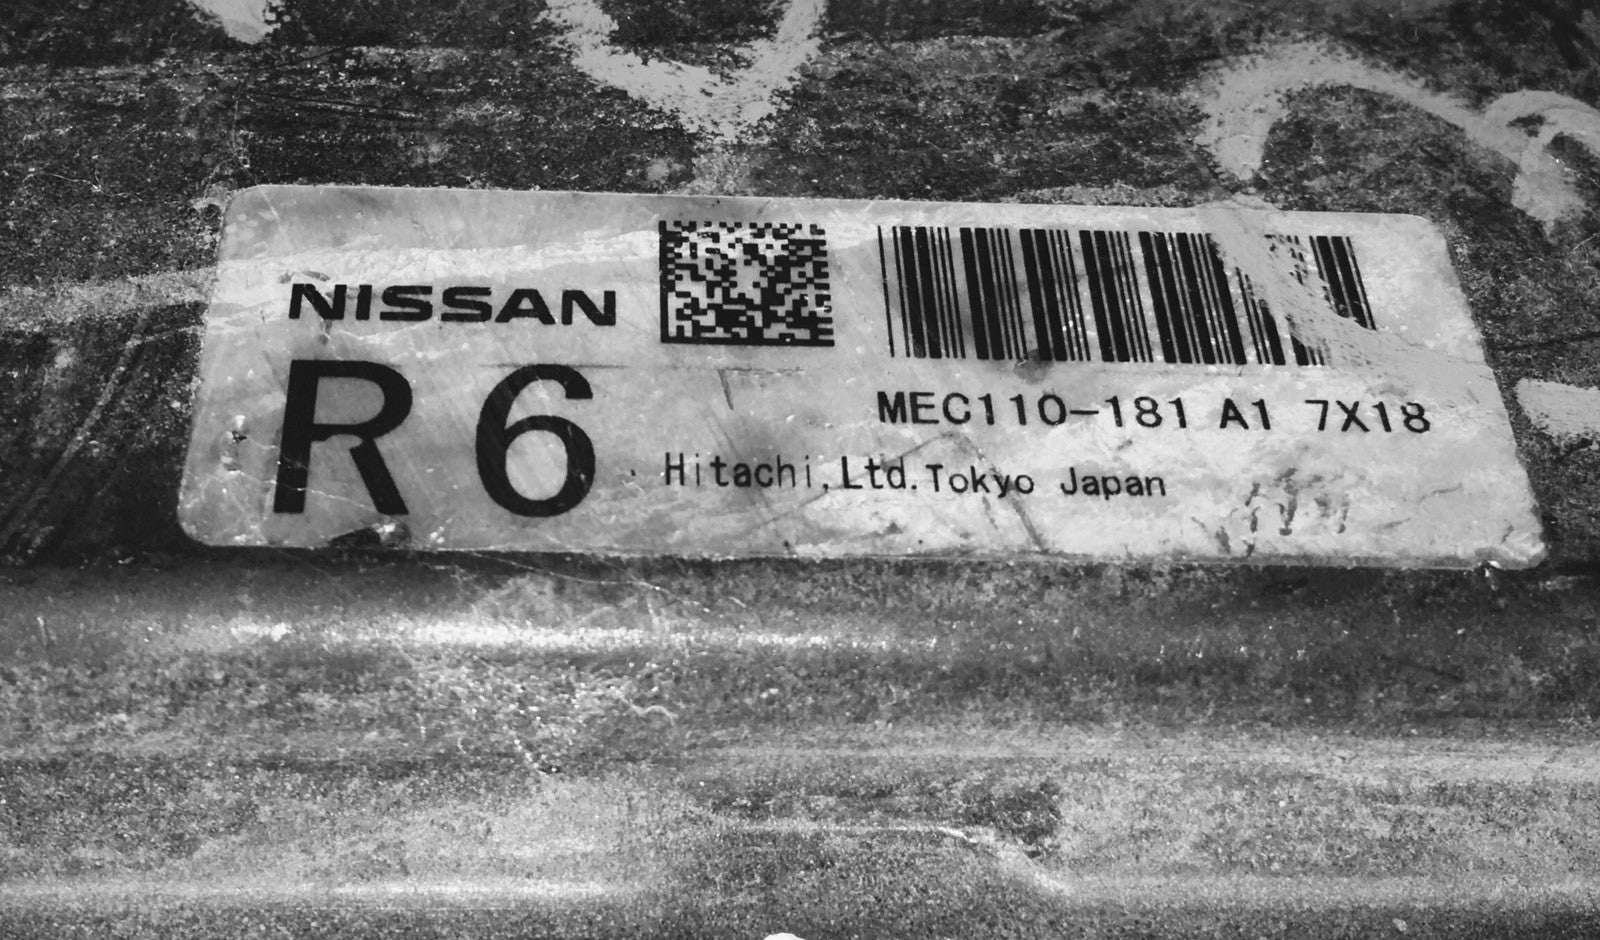 NISSAN
R6
MEC110-181 A1 7X18
Hitachi,Ltd.Tokyo Japan